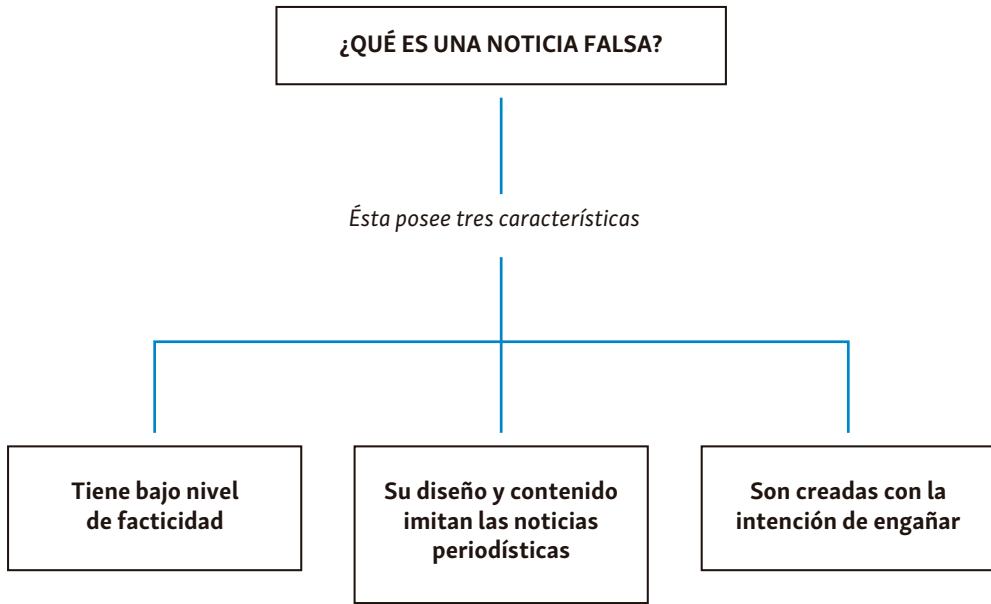 ¿QUÉ ES UNA NOTICIA FALSA?
Ésta posee tres características
Tiene bajo nivel
de facticidad
Su diseño y contenido
imitan las noticias
periodísticas
Son creadas con la
intención de engañar